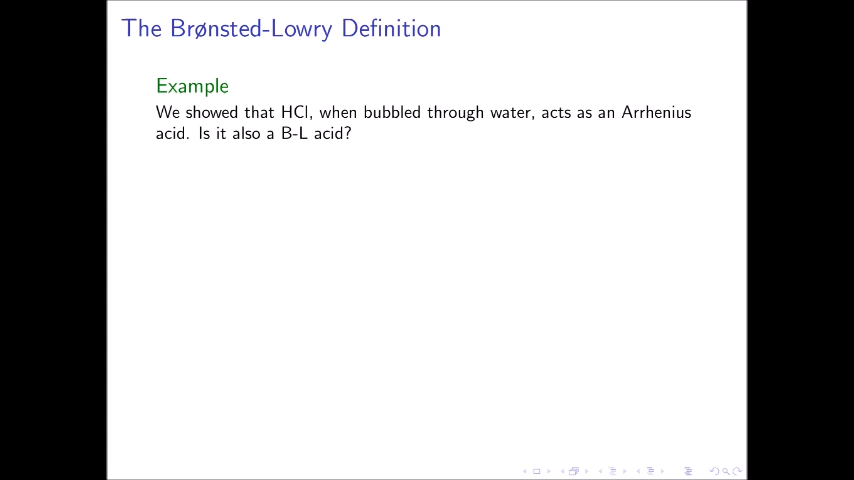 The Brønsted-Lowry Definition
Example
We showed that HCl, when bubbled through water, acts as an Arrhenius
acid. Is it also a B-L acid?